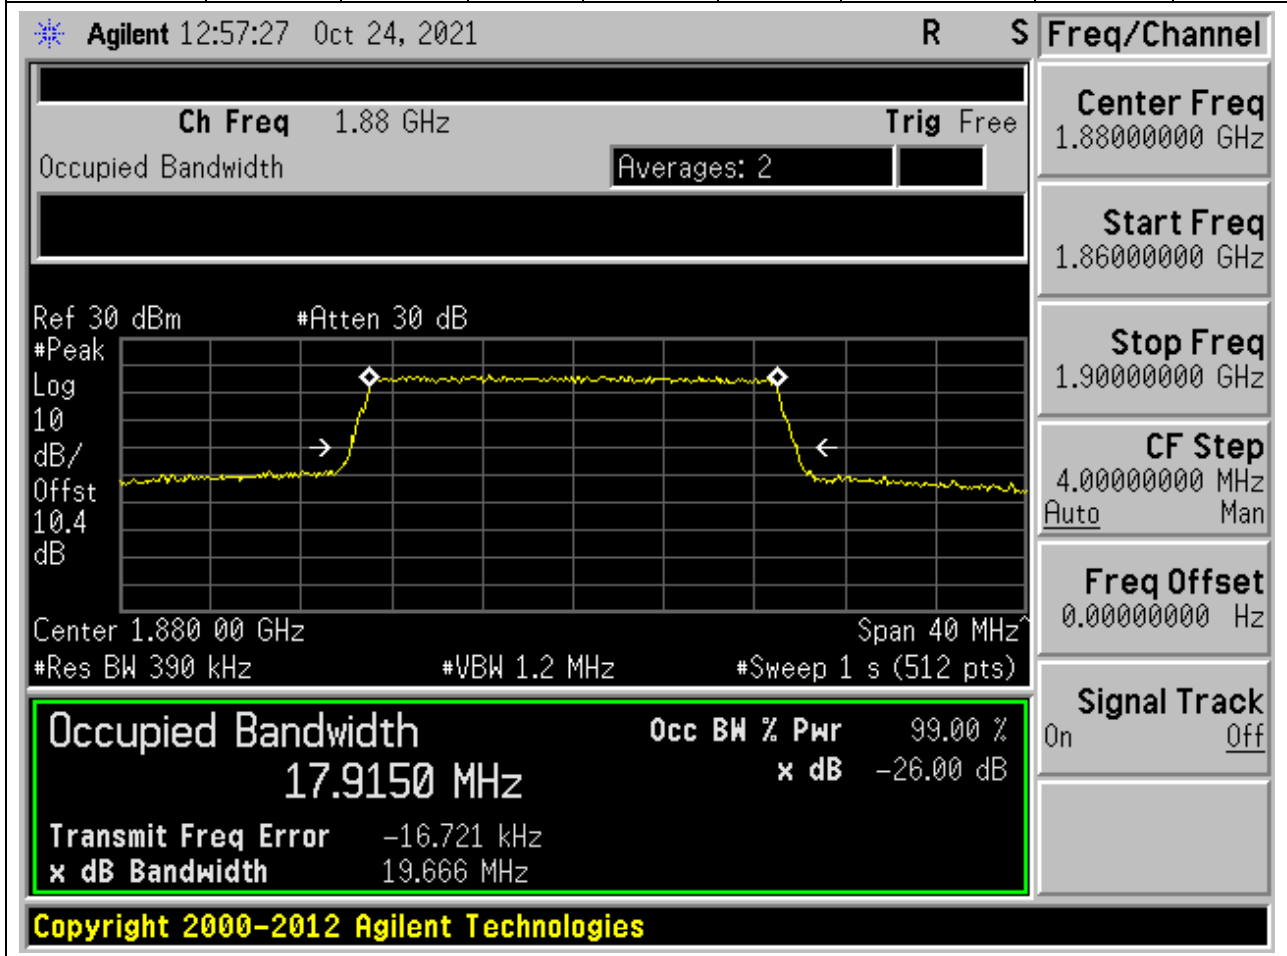 Agilent 12:57:27 Oct 24, 2021 R S
Ch Freq 1.88 GHz Trig Free
Occupied Bandwidth Averages: 2
Ref 30 dBm #Atten 30 dB
#Peak
Log
10
dB/
Offst
10.4
dB
Center 1.880 00 GHz Span 40 MHz^
#Res BW 390 kHz #VBW 1.2 MHz #Sweep 1 s (512 pts)
Occupied Bandwidth Occ BW % Pwr 99.00 %
17.9150 MHz x dB -26.00 dB
Transmit Freq Error -16.721 kHz
x dB Bandwidth 19.666 MHz
Copyright 2000-2012 Agilent Technologies
Freq/Channel
Center Freq
1.88000000 GHz
Start Freq
1.86000000 GHz
Stop Freq
1.90000000 GHz
CF Step
4.00000000 MHz
Auto Man
Freq Offset
0.00000000 Hz
Signal Track
On Off